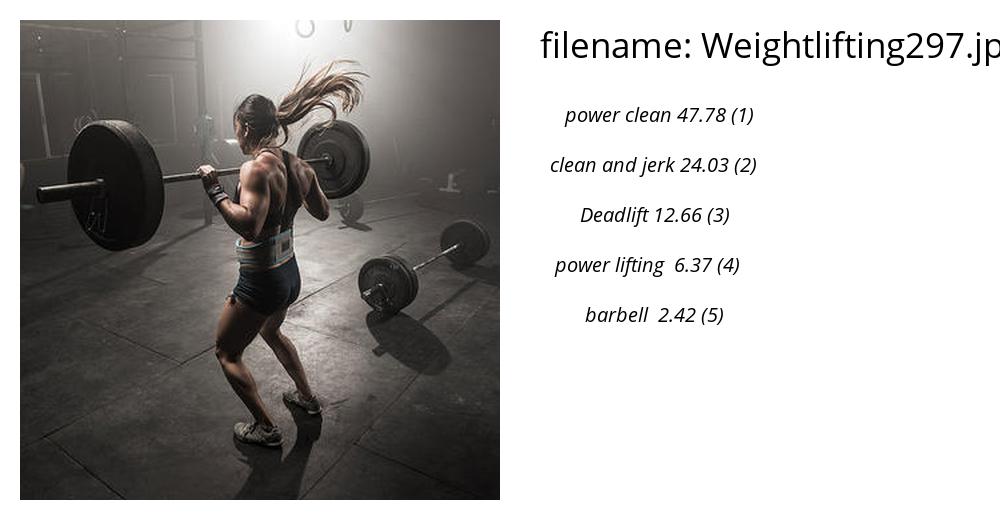 filename: Weightlifting297.jp
power clean 47.78 (1)
clean and jerk 24.03 (2)
Deadlift 12.66 (3)
power lifting  6.37 (4)
barbell  2.42 (5)